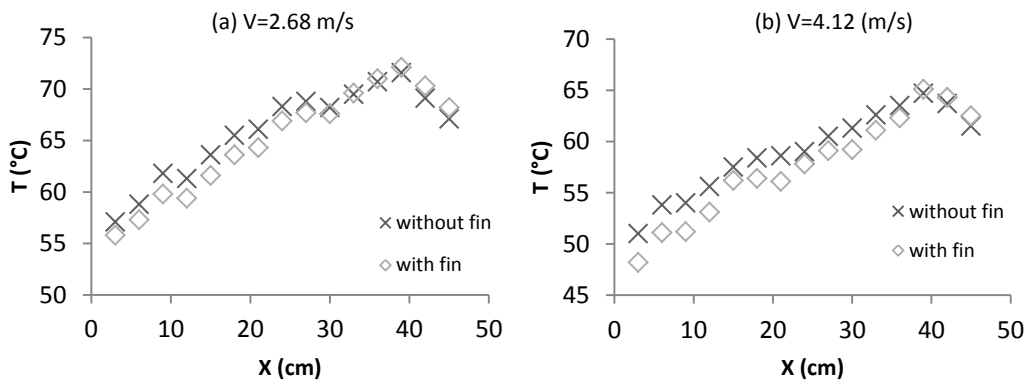 (a) V=2.68 m/s
75
70
65
60
55
50
T (°C)
0 10 20 30 40 50
X (cm)
without fin
with fin
(b) V=4.12 (m/s)
70
65
60
55
50
45
T (°C)
0 10 20 30 40 50
X (cm)
without fin
with fin